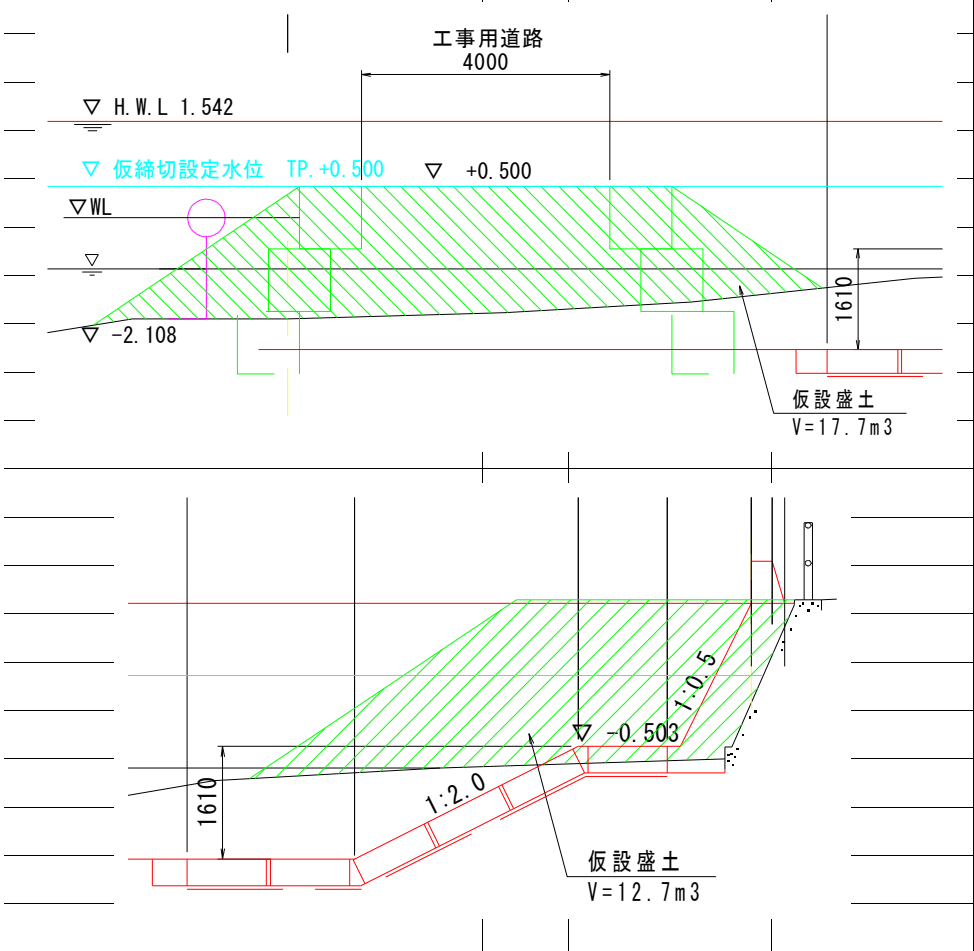 工事用道路
4000
▽ H.W.L 1.542
▽ 仮締切設定水位 TP.+0.500
▽ +0.500
▽WL
▽
1610
▽ -2.108
仮設盛土
V=17.7m3
1:0.5
▽ -0.503
1610
1:2.0
仮設盛土
V=12.7m3